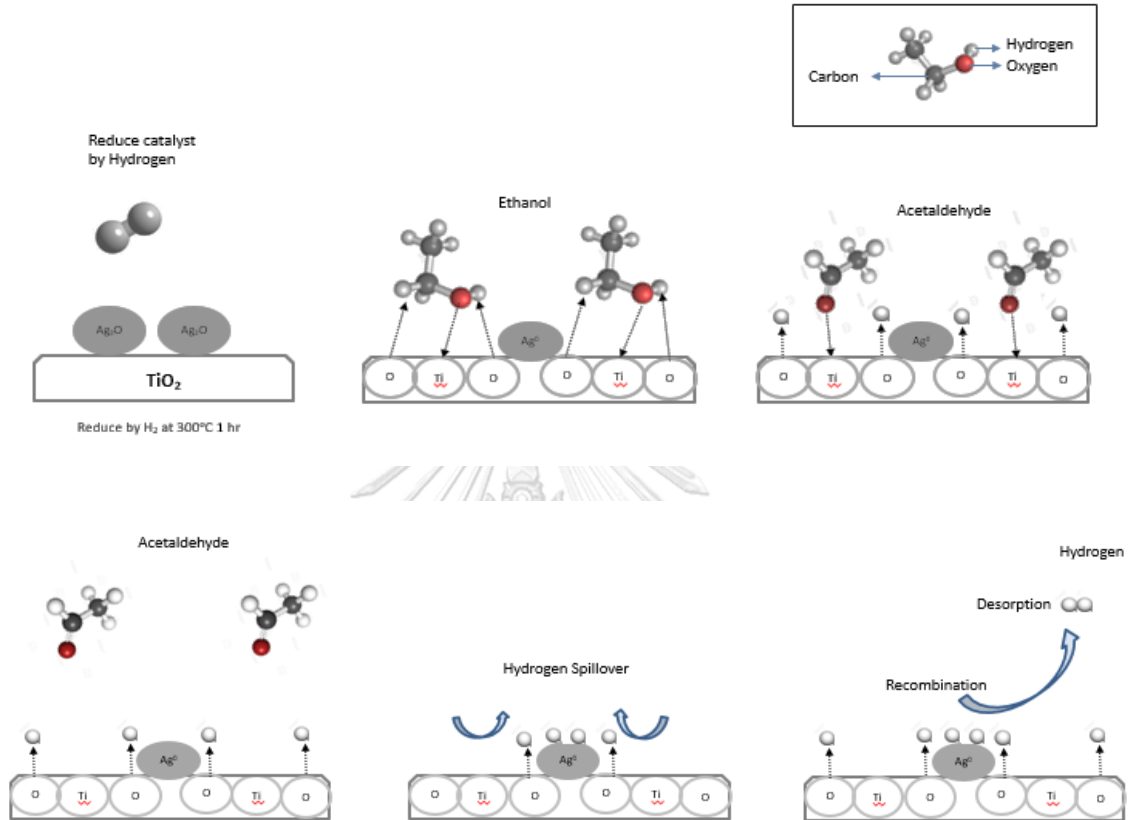 Hydrogen
Oxygen
Carbon
Reduce catalyst
by Hydrogen
Ag₂O
Ag₂O
TiO₂
Reduce by H₂ at 300°C 1 hr
Ethanol
Ag⁰
O
Ti
O
O
Ti
O
Acetaldehyde
Ag⁰
O
Ti
O
O
Ti
O
Acetaldehyde
Ag⁰
O
Ti
O
O
Ti
O
Hydrogen Spillover
Ag⁰
O
Ti
O
O
Ti
O
Hydrogen
Desorption
Recombination
Ag⁰
O
Ti
O
O
Ti
O